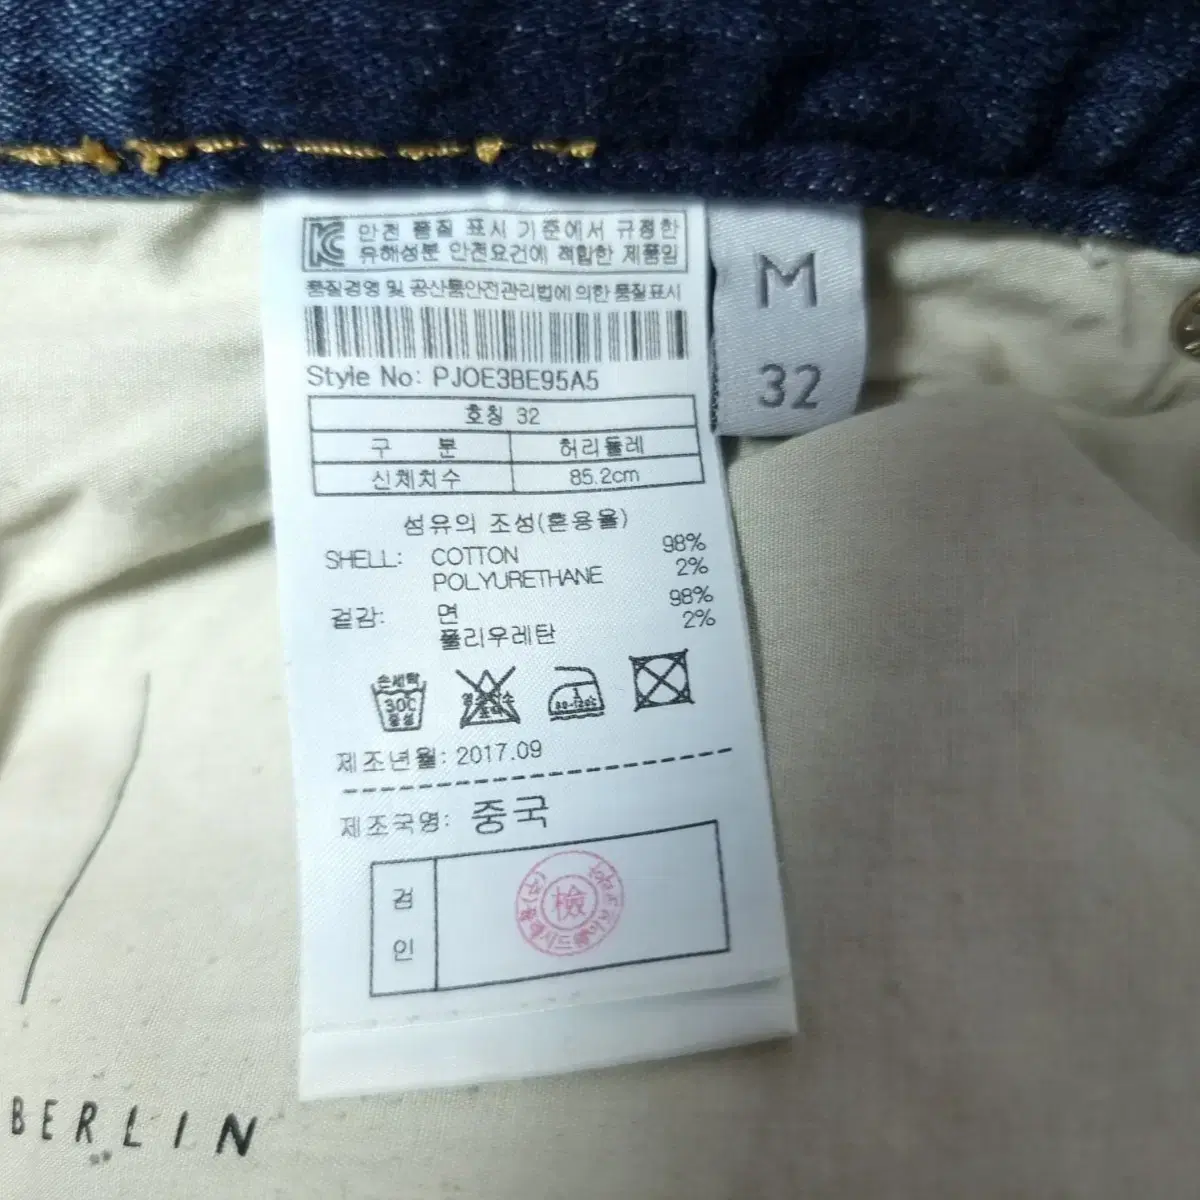 안전 품질 표시 기준에서 규정한
유해성분 안전요건에 적합한 제품임
품질경영 및 공산품안전관리법에 의한 품질표시
Style No: PJOE3BE95A5
호칭 32
구 분 허리둘레
신체치수 85.2cm
섬유의 조성(혼용율)
SHELL: COTTON 98%
POLYURETHANE 2%
겉감: 면 98%
폴리우레탄 2%
손세탁
30℃
중성
80~120℃
제조년월: 2017.09
제조국명: 중국
검인
檢
M
32
BERLIN